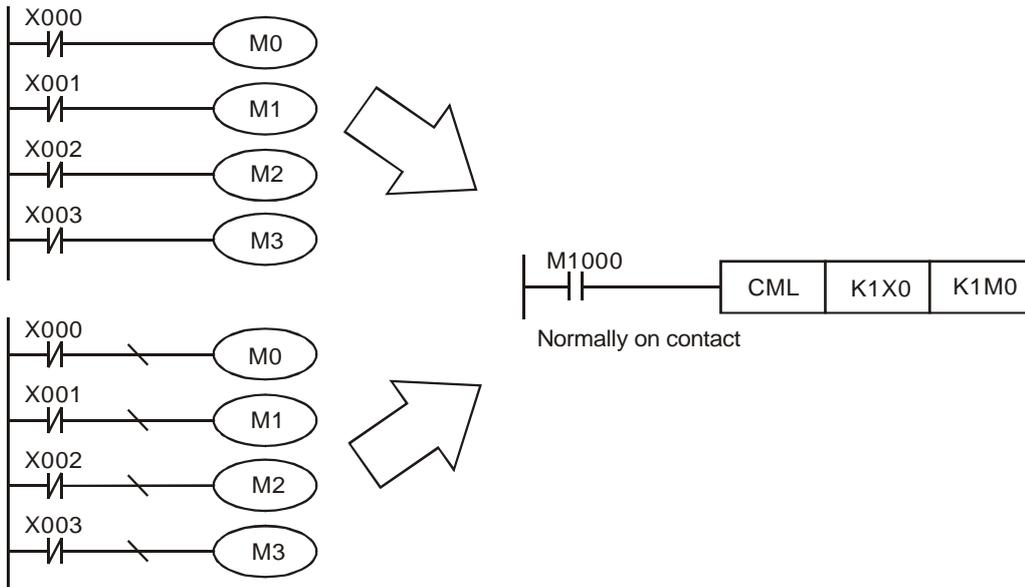 X000
M0
X001
M1
X002
M2
X003
M3
M1000
CML K1X0 K1M0
Normally on contact
X000
M0
X001
M1
X002
M2
X003
M3